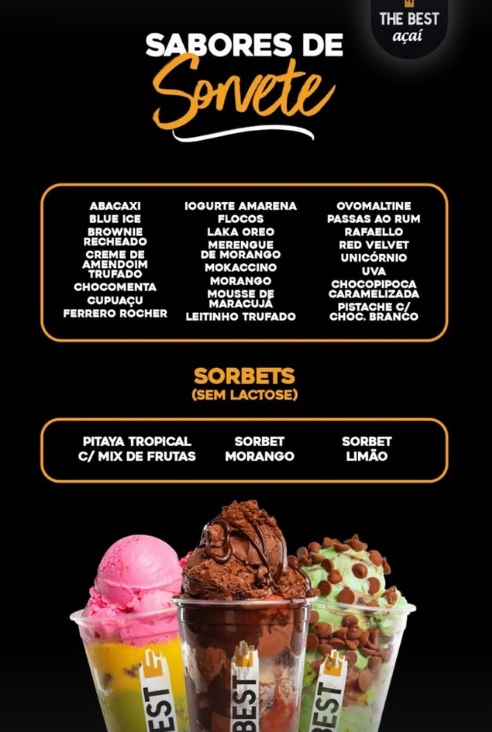 THE BEST
açaí
SABORES DE
Sorvete
ABACAXI
BLUE ICE
BROWNIE
RECHEADO
CREME DE
AMENDOIM
TRUFADO
CHOCOMENTA
CUPUAÇU
FERRERO ROCHER
IOGURTE AMARENA
FLOCOS
LAKA OREO
MERENGUE
DE MORANGO
MOKACCINO
MORANGO
MOUSSE DE
MARACUJÁ
LEITINHO TRUFADO
OVOMALTINE
PASSAS AO RUM
RAFAELLO
RED VELVET
UNICÓRNIO
UVA
CHOCOPIPOCA
CARAMELIZADA
PISTACHE C/
CHOC. BRANCO
SORBETS
(SEM LACTOSE)
PITAYA TROPICAL
C/ MIX DE FRUTAS
SORBET
MORANGO
SORBET
LIMÃO
BEST
BEST
BEST